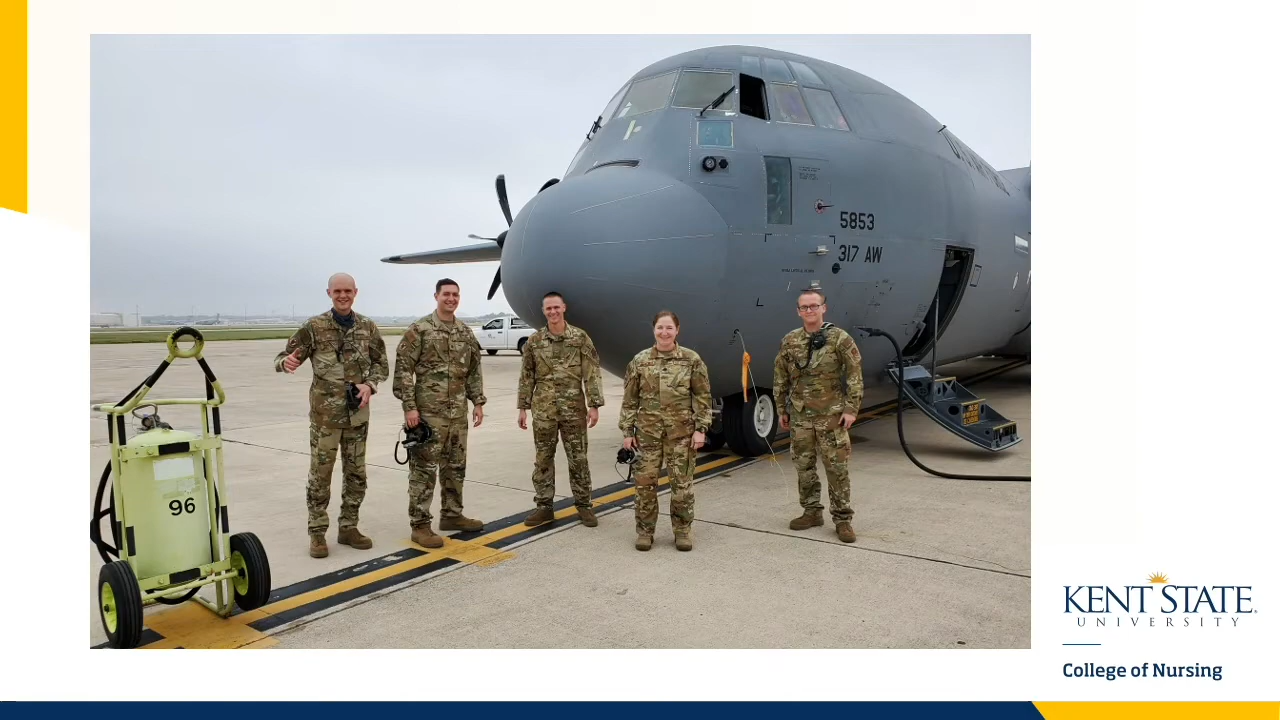 5853
317 AW
96
KENT STATE
UNIVERSITY
College of Nursing